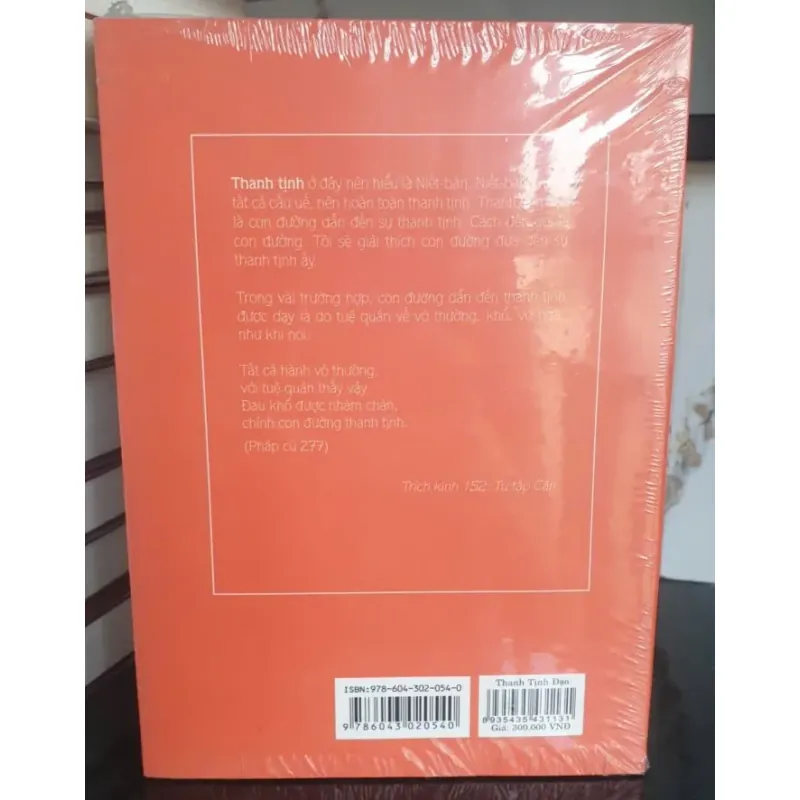 Thanh tịnh ở đây nên hiểu là Niết-bàn, Niết-bàn
tất cả cấu uế, nên hoàn toàn thanh tịnh. Thanh
là con đường dẫn đến sự thanh tịnh. Cách
con đường. Tôi sẽ giải thích con đường đưa đến sự
thanh tịnh ấy.
Trong vài trường hợp, con đường dẫn đến thanh tịnh
được dạy là do tuệ quán về vô thường, khổ, vô ngã,
như khi nói:
Tất cả hành vô thường
với tuệ quán thấy vậy
Đau khổ được nhàm chán,
chính con đường thanh tịnh.
(Pháp cú 277)
Trích kinh 152: Tu tập Căn
ISBN:978-604-302-054-0
9 786043 020540
Thanh Tịnh Đạo
8935435431131
Giá: 300.000 VNĐ